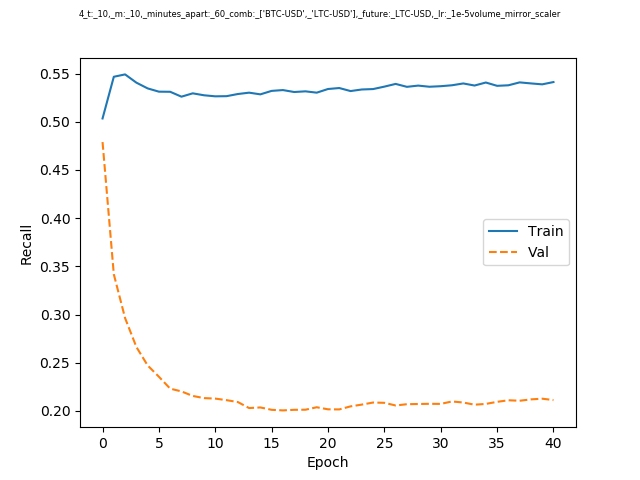 4_t:_10,_m:_10,_minutes_apart:_60_comb:_['BTC-USD',_'LTC-USD'],_future:_LTC-USD,_lr:_1e-5volume_mirror_scaler
0.55
0.50
0.45
0.40
0.35
0.30
0.25
0.20
Recall
Train
Val
0 5 10 15 20 25 30 35 40
Epoch